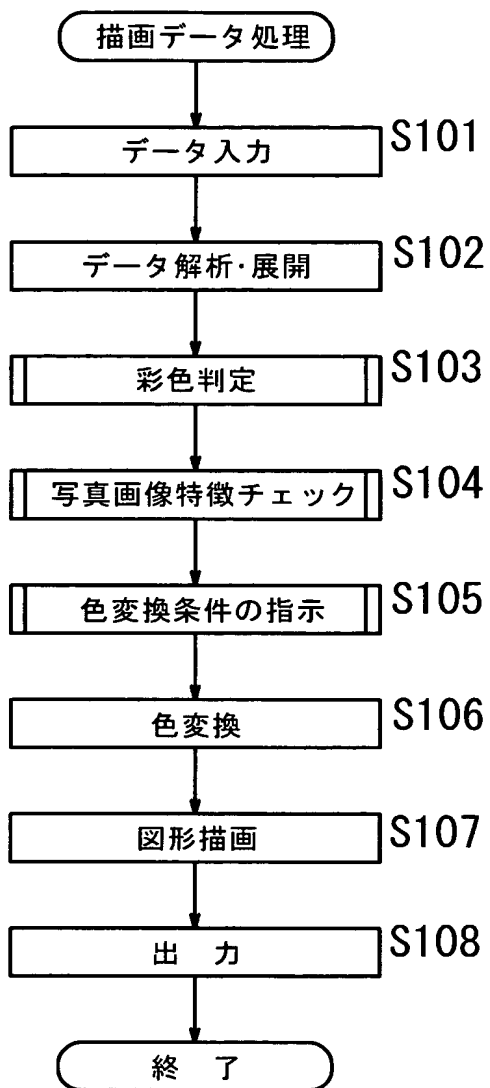 描画データ処理
データ入力 S101
データ解析・展開 S102
彩色判定 S103
写真画像特徴チェック S104
色変換条件の指示 S105
色変換 S106
図形描画 S107
出 力 S108
終 了